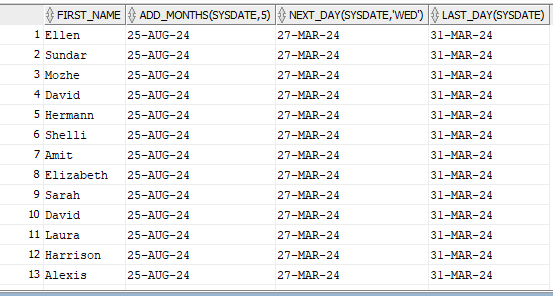 FIRST_NAME ADD_MONTHS(SYSDATE,5) NEXT_DAY(SYSDATE,'WED') LAST_DAY(SYSDATE)
1 Ellen 25-AUG-24 27-MAR-24 31-MAR-24
2 Sundar 25-AUG-24 27-MAR-24 31-MAR-24
3 Mozhe 25-AUG-24 27-MAR-24 31-MAR-24
4 David 25-AUG-24 27-MAR-24 31-MAR-24
5 Hermann 25-AUG-24 27-MAR-24 31-MAR-24
6 Shelli 25-AUG-24 27-MAR-24 31-MAR-24
7 Amit 25-AUG-24 27-MAR-24 31-MAR-24
8 Elizabeth 25-AUG-24 27-MAR-24 31-MAR-24
9 Sarah 25-AUG-24 27-MAR-24 31-MAR-24
10 David 25-AUG-24 27-MAR-24 31-MAR-24
11 Laura 25-AUG-24 27-MAR-24 31-MAR-24
12 Harrison 25-AUG-24 27-MAR-24 31-MAR-24
13 Alexis 25-AUG-24 27-MAR-24 31-MAR-24